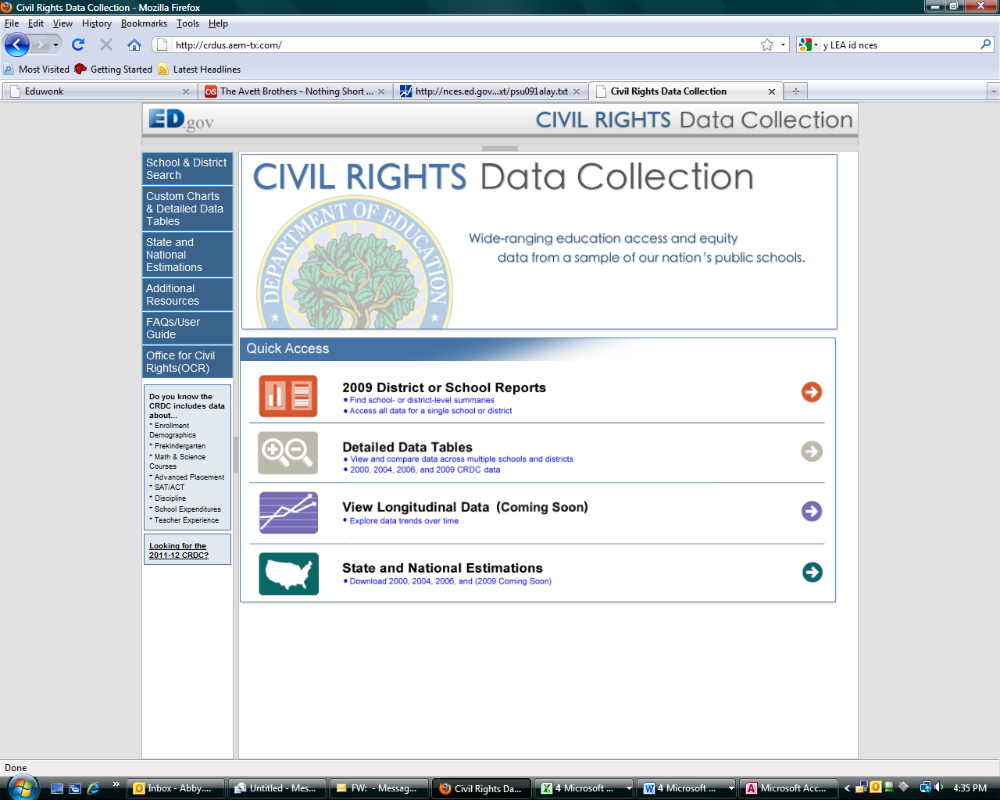 Civil Rights Data Collection - Mozilla Firefox
File Edit View History Bookmarks Tools Help
http://crdus.aem-tx.com/
y LEA id nces
Most Visited Getting Started Latest Headlines
Eduwonk
The Avett Brothers - Nothing Short ...
http://nces.ed.gov...xt/psu091alay.txt
Civil Rights Data Collection
ED.gov
CIVIL RIGHTS Data Collection
School & District
Search
Custom Charts
& Detailed Data
Tables
State and
National
Estimations
Additional
Resources
FAQs/User
Guide
Office for Civil
Rights(OCR)
Do you know the
CRDC includes data
about...
* Enrollment
Demographics
* Prekindergarten
* Math & Science
Courses
* Advanced Placement
* SAT/ACT
* Discipline
* School Expenditures
* Teacher Experience
Looking for the
2011-12 CRDC?
CIVIL RIGHTS Data Collection
DEPARTMENT OF EDUCATION
Wide-ranging education access and equity
data from a sample of our nation's public schools.
Quick Access
2009 District or School Reports
• Find school- or district-level summaries
• Access all data for a single school or district
Detailed Data Tables
• View and compare data across multiple schools and districts
• 2000, 2004, 2006, and 2009 CRDC data
View Longitudinal Data (Coming Soon)
• Explore data trends over time
State and National Estimations
• Download 2000, 2004, 2006, and (2009 Coming Soon)
Done
Inbox - Abby....
Untitled - Mes...
FW: - Messag...
Civil Rights Da...
4 Microsoft ...
4 Microsoft ...
Microsoft Acc...
4:35 PM